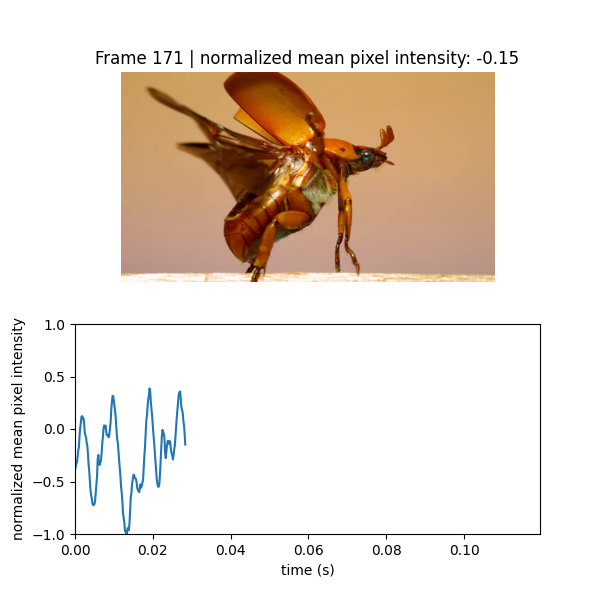 Frame 171 | normalized mean pixel intensity: -0.15
normalized mean pixel intensity
1.0
0.5
0.0
−0.5
−1.0
0.00 0.02 0.04 0.06 0.08 0.10
time (s)